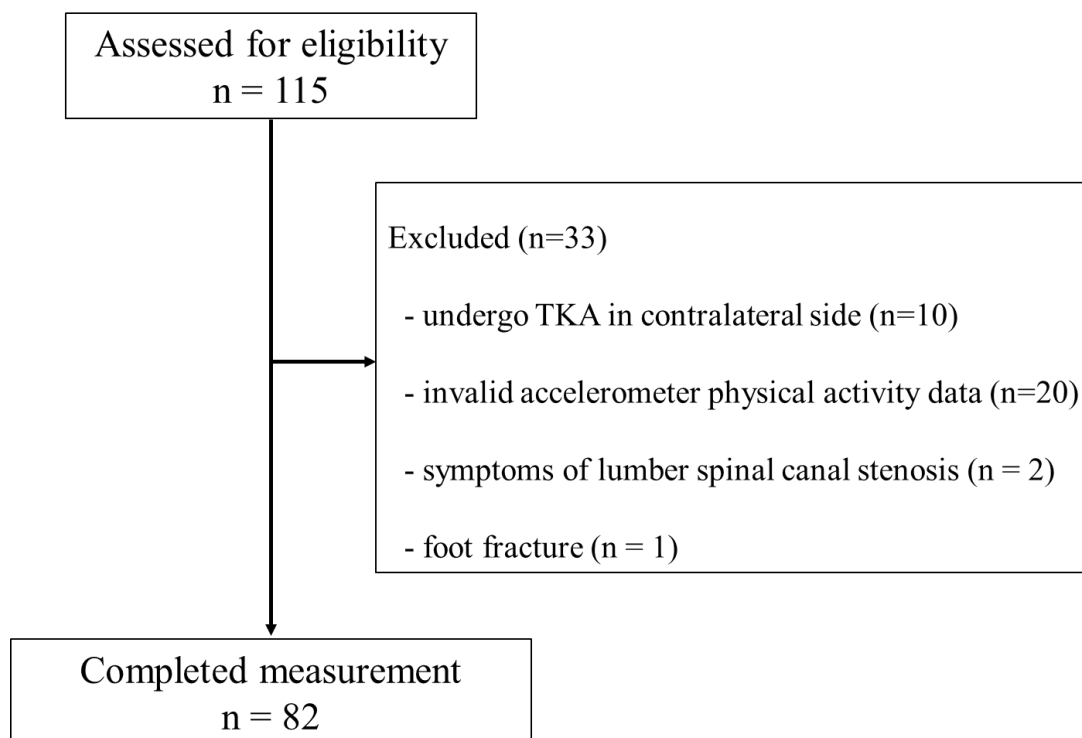 Assessed for eligibility
n = 115
Excluded (n=33)
- undergo TKA in contralateral side (n=10)
- invalid accelerometer physical activity data (n=20)
- symptoms of lumber spinal canal stenosis (n = 2)
- foot fracture (n = 1)
Completed measurement
n = 82